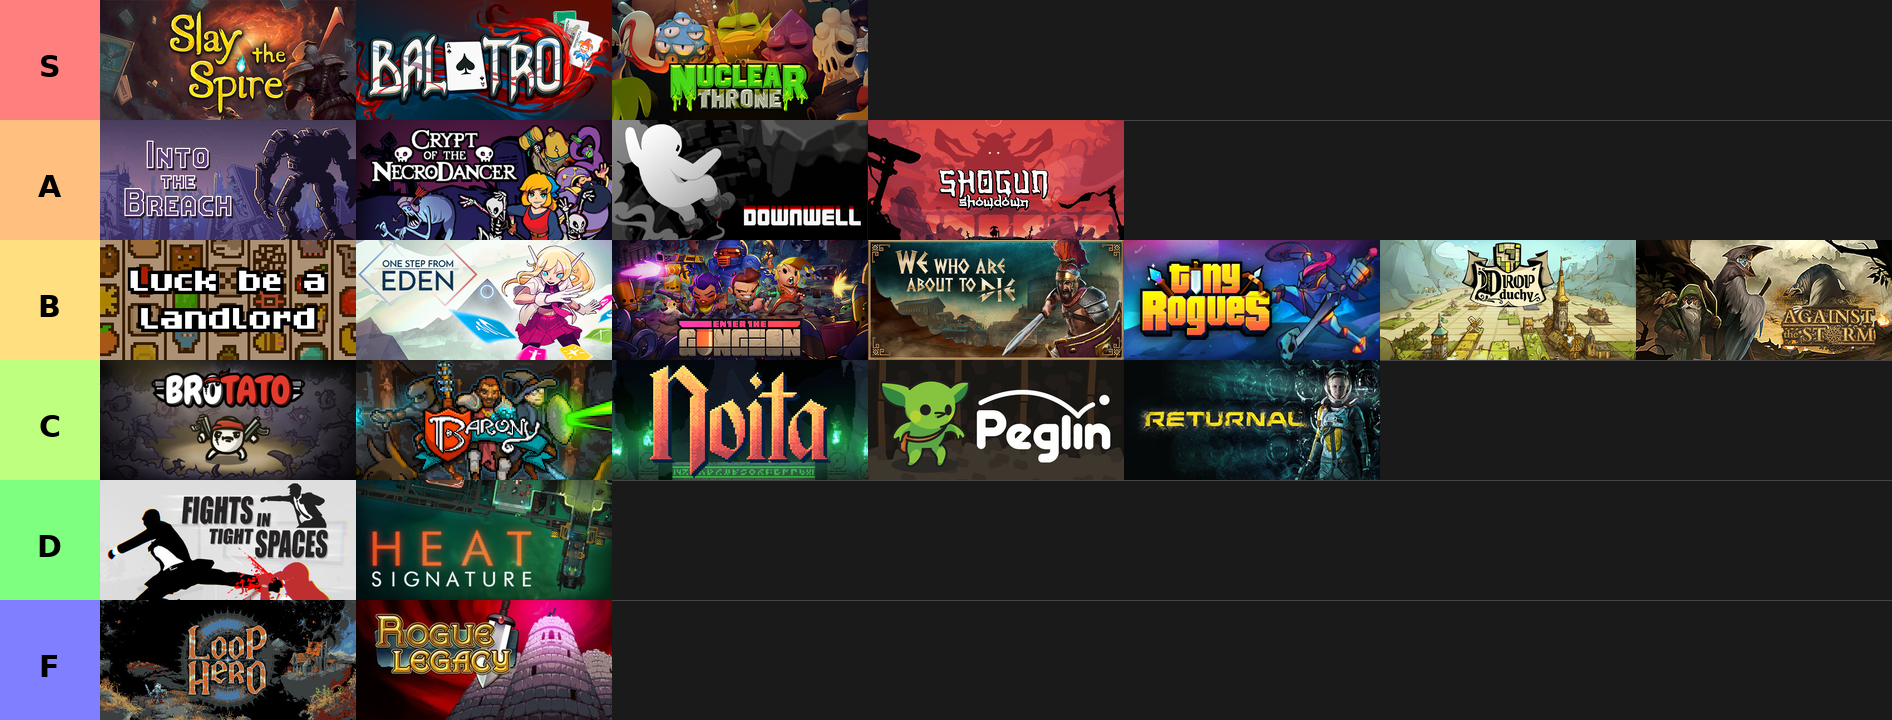 S
Slay
the
Spire
BALATRO
NUCLEAR
THRONE
A
INTO
THE
BREACH
CRYPT
OF THE
NECRODANCER
DOWNWELL
SHOGUN
showdown
B
Luck be a
Landlord
ONE STEP FROM
EDEN
ENTER THE
GUNGEON
WE WHO ARE
ABOUT TO DIE
tiny
Rogues
DROP
duchy
AGAINST
the STORM
C
BROTATO
BARONY
Noita
Peglin
RETURNAL
D
FIGHTS IN
TIGHT SPACES
HEAT
SIGNATURE
F
LOOP
HERO
ROGUE
LEGACY